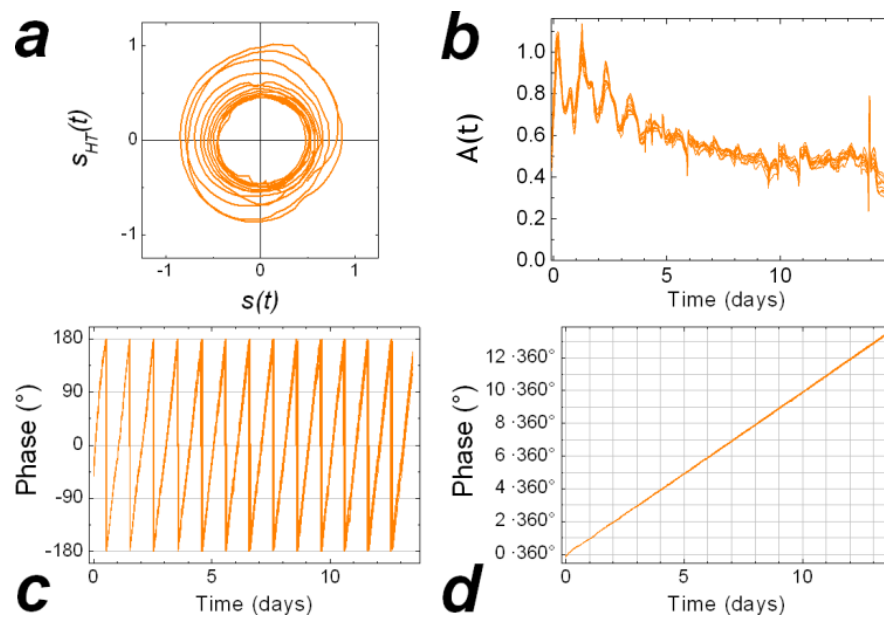 a
1
0
-1
s_HT(t)
-1
0
1
s(t)
b
1.0
0.8
0.6
0.4
0.2
0.0
A(t)
0
5
10
Time (days)
180
90
0
-90
-180
Phase (°)
0
5
10
Time (days)
c
12 ·360°
10 ·360°
8 ·360°
6 ·360°
4 ·360°
2 ·360°
0 ·360°
Phase (°)
0
5
10
Time (days)
d